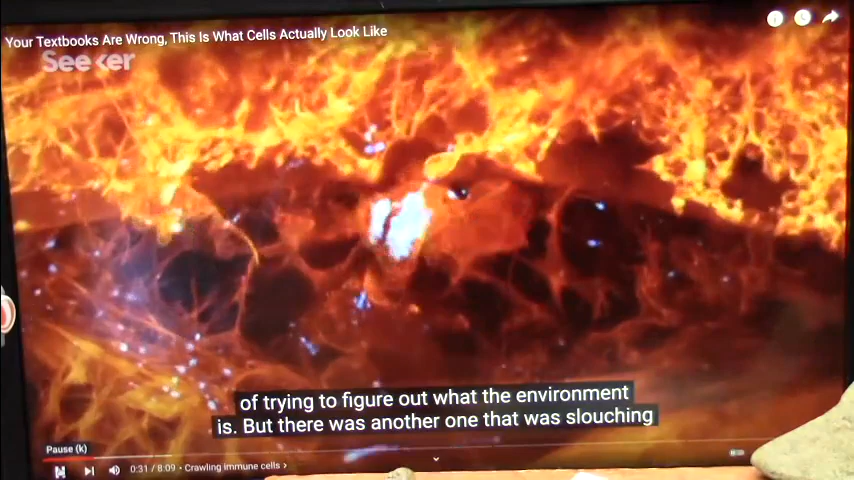 Your Textbooks Are Wrong, This Is What Cells Actually Look Like
Seeker
of trying to figure out what the environment
is. But there was another one that was slouching
Pause (k)
0:31 / 8:09 • Crawling immune cells ›